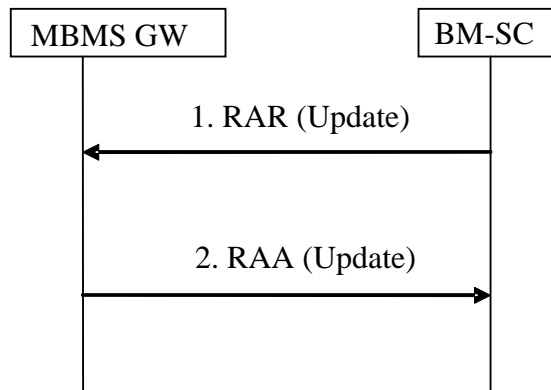 MBMS GW
BM-SC
1. RAR (Update)
2. RAA (Update)